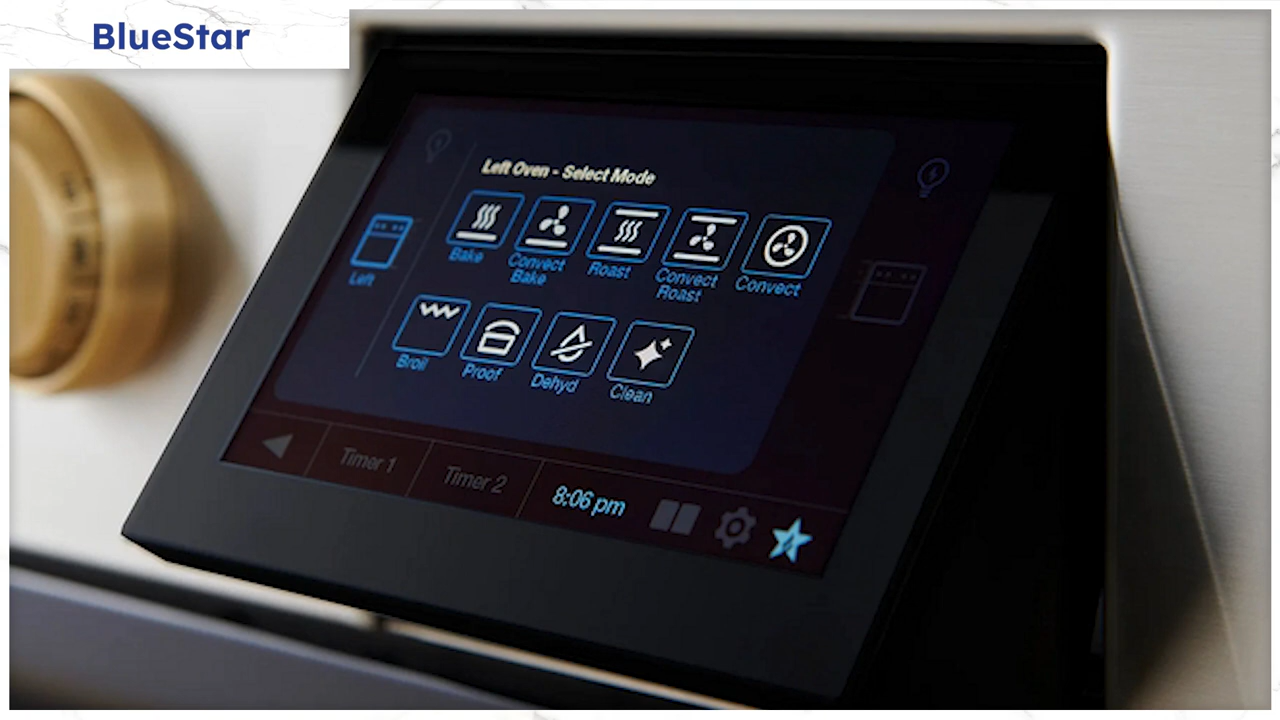 BlueStar
Left Oven - Select Mode
Bake
Convect Bake
Roast
Convect Roast
Convect
Left
Broil
Proof
Dehyd
Clean
Timer 1
Timer 2
8:06 pm